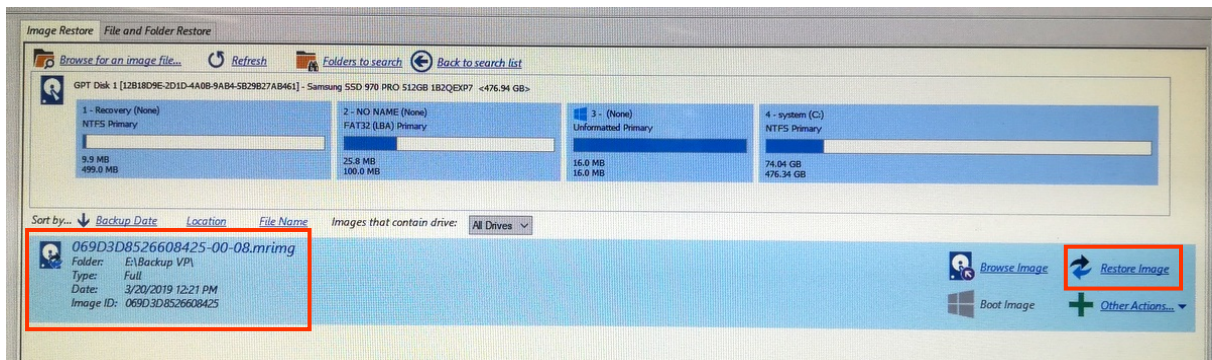 Image Restore File and Folder Restore
Browse for an image file... Refresh Folders to search Back to search list
GPT Disk 1 [12B18D9E-2D1D-4A0B-9AB4-5B29B27AB461] - Samsung SSD 970 PRO 512GB 1B2QEXP7 <476.94 GB>
1 - Recovery (None)
NTFS Primary
9.9 MB
499.0 MB
2 - NO NAME (None)
FAT32 (LBA) Primary
25.8 MB
100.0 MB
3 - (None)
Unformatted Primary
16.0 MB
16.0 MB
4 - system (C:)
NTFS Primary
74.04 GB
476.34 GB
Sort by... Backup Date Location File Name Images that contain drive: All Drives
069D3D8526608425-00-08.mrimg
Folder: E:\Backup VP\
Type: Full
Date: 3/20/2019 12:21 PM
Image ID: 069D3D8526608425
Browse Image Restore Image
Boot Image Other Actions...